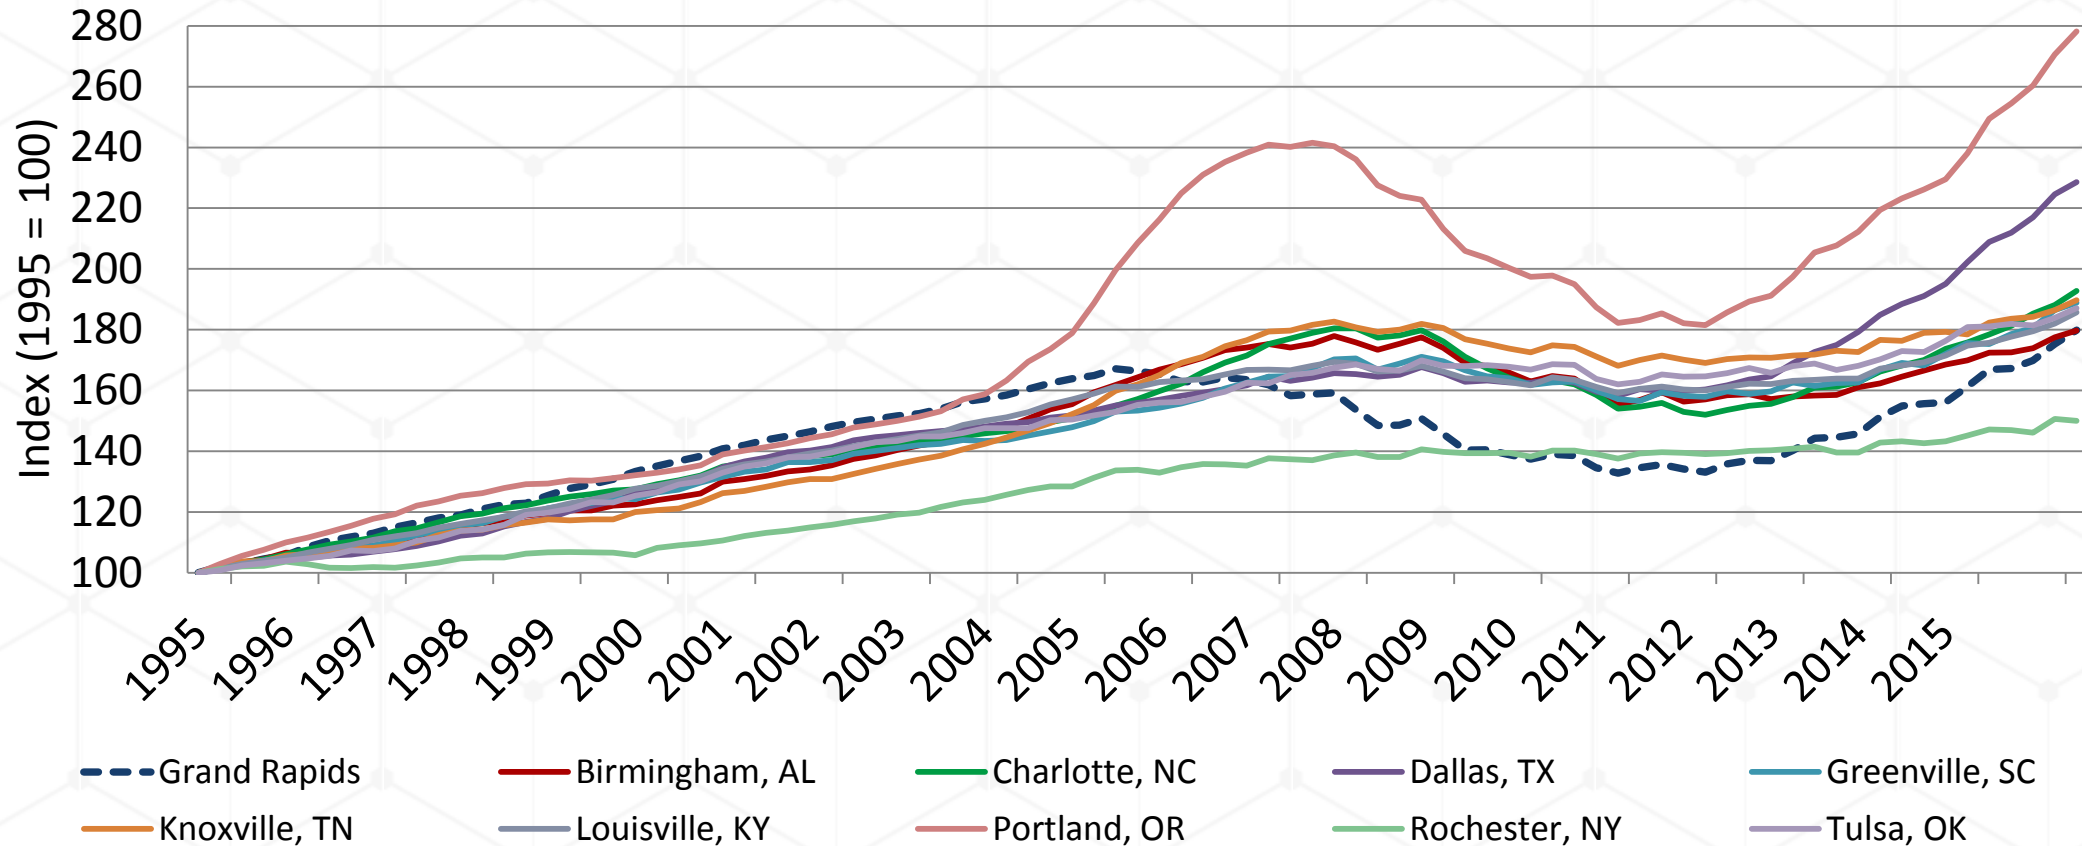 Index (1995 = 100)
280
260
240
220
200
180
160
140
120
100
1995 1996 1997 1998 1999 2000 2001 2002 2003 2004 2005 2006 2007 2008 2009 2010 2011 2012 2013 2014 2015
Grand Rapids Birmingham, AL Charlotte, NC Dallas, TX Greenville, SC
Knoxville, TN Louisville, KY Portland, OR Rochester, NY Tulsa, OK